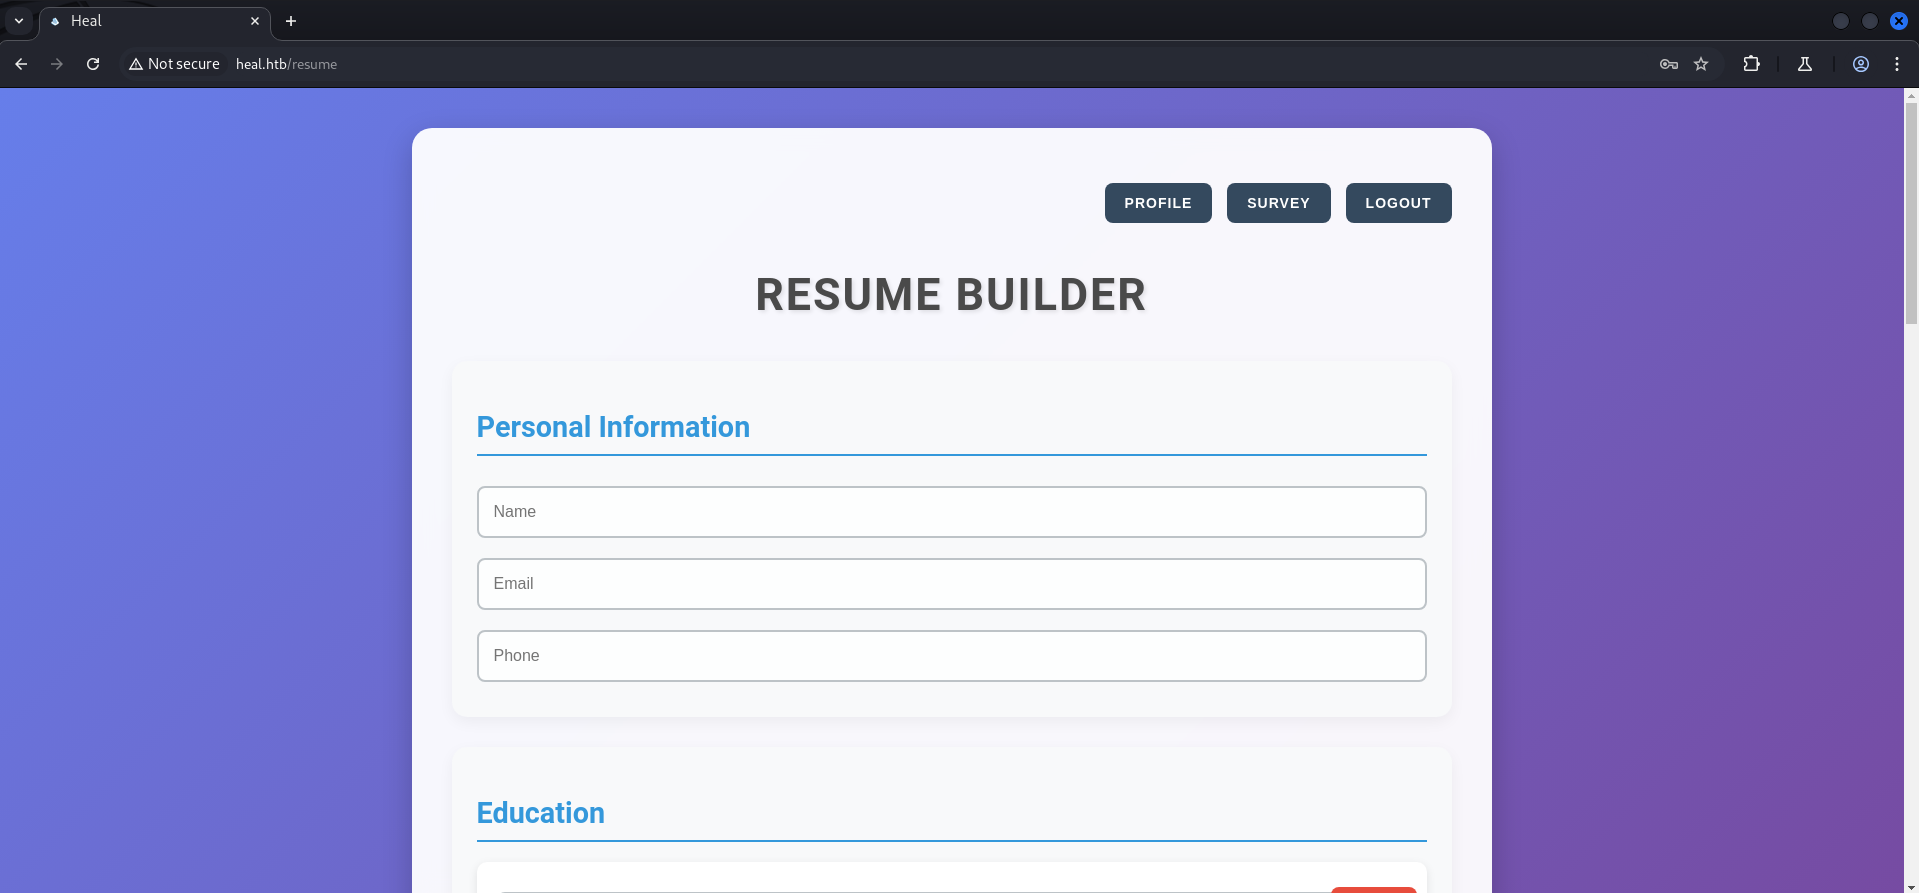 Heal
Not secure heal.htb/resume
PROFILE SURVEY LOGOUT
RESUME BUILDER
Personal Information
Name
Email
Phone
Education